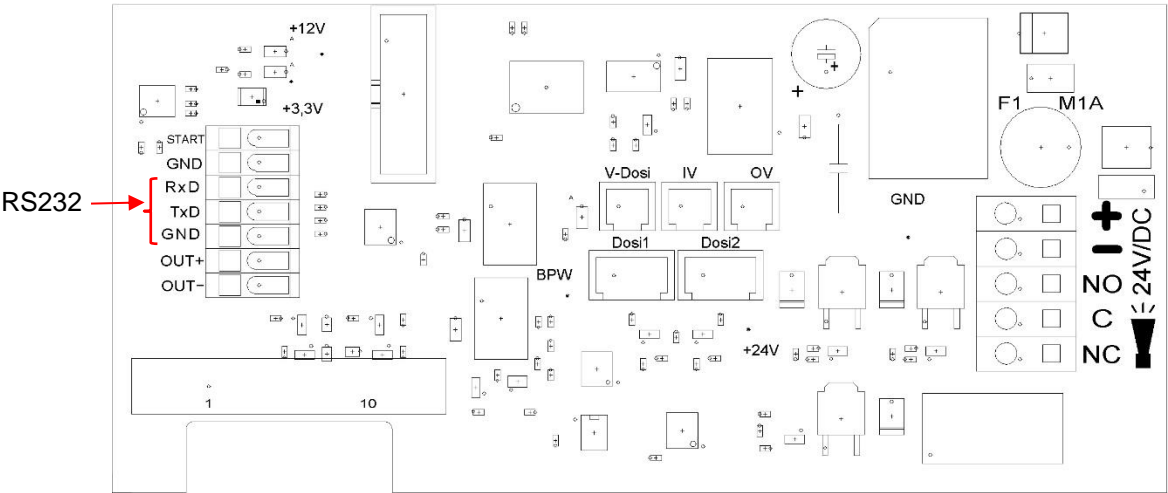 +12V
A
A
+3,3V
START
GND
RxD
TxD
GND
OUT+
OUT-
RS232
1
10
V-Dosi
IV
OV
A
Dosi1
Dosi2
BPW
+24V
+
+
GND
F1
M1A
+
-
NO
C
NC
24V/DC